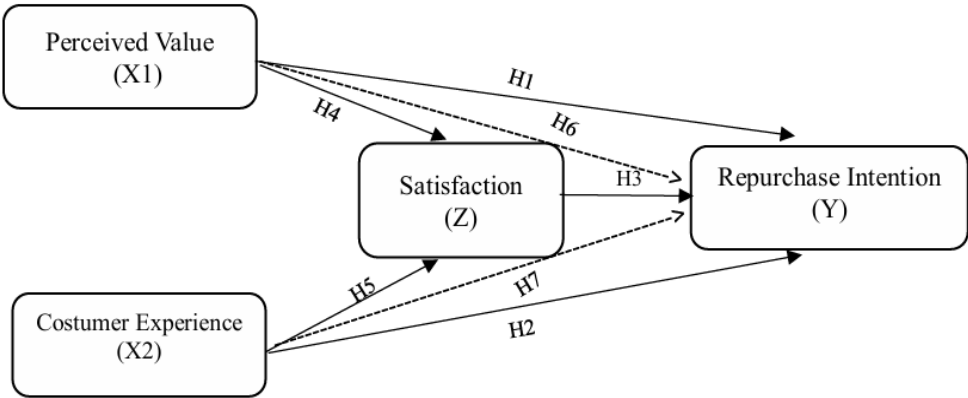 Perceived Value
(X1)
H1
H4
H6
Satisfaction
(Z)
H3
Repurchase Intention
(Y)
Costumer Experience
(X2)
H5
H7
H2